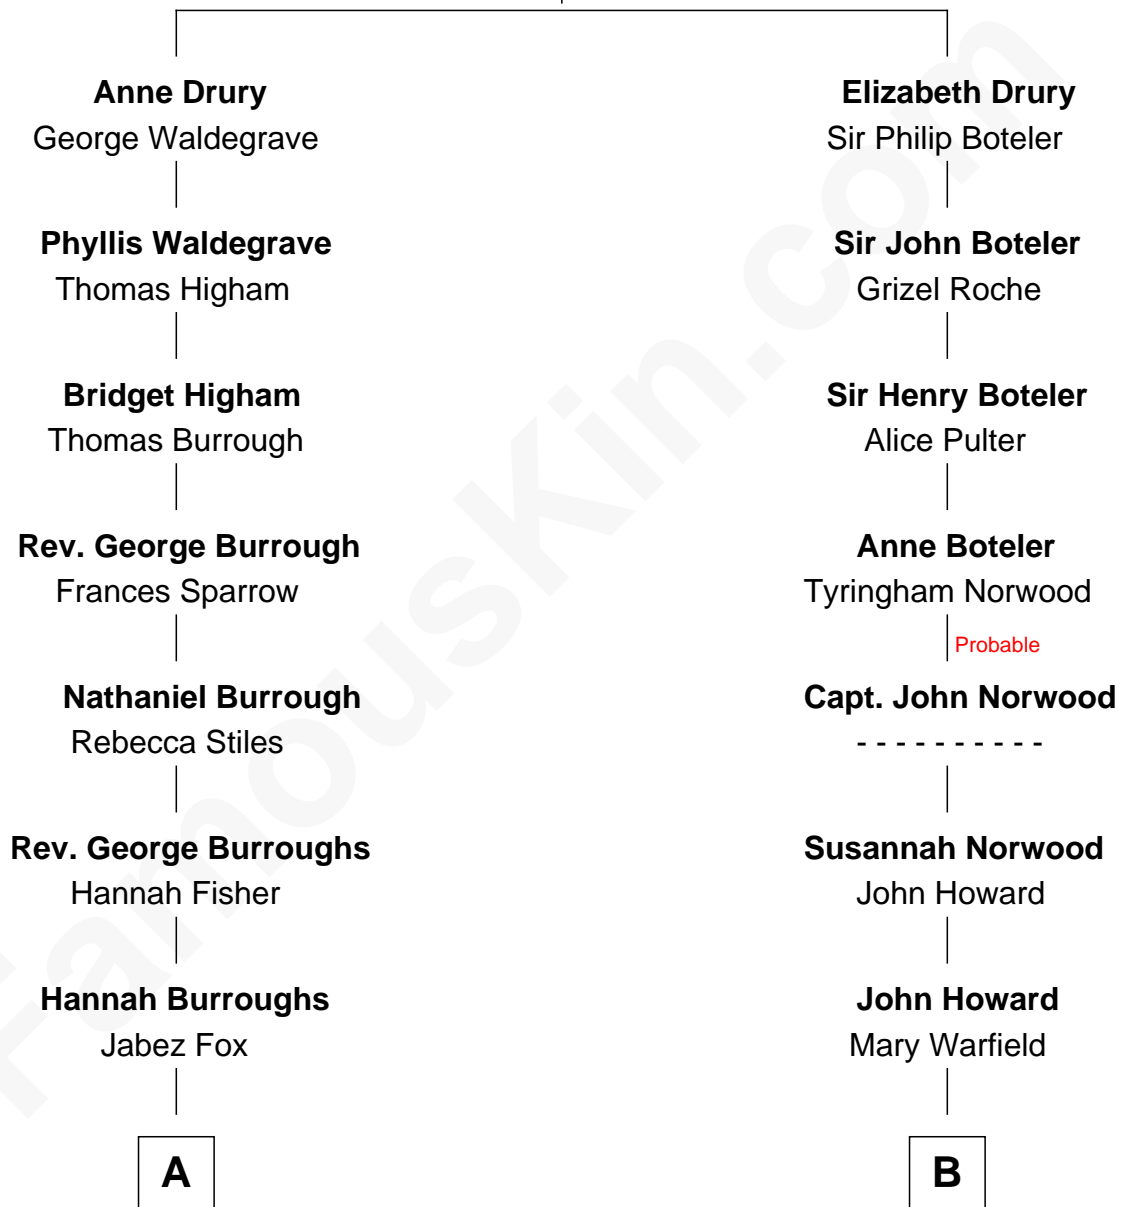 Anne Drury
George Waldegrave
Elizabeth Drury
Sir Philip Boteler
Phyllis Waldegrave
Thomas Higham
Sir John Boteler
Grizel Roche
Bridget Higham
Thomas Burrough
Sir Henry Boteler
Alice Pulter
Rev. George Burrough
Frances Sparrow
Anne Boteler
Tyringham Norwood
Probable
Nathaniel Burrough
Rebecca Stiles
Capt. John Norwood
- - - - - - - - - -
Rev. George Burroughs
Hannah Fisher
Susannah Norwood
John Howard
Hannah Burroughs
Jabez Fox
John Howard
Mary Warfield
A
B
FamousKin.com